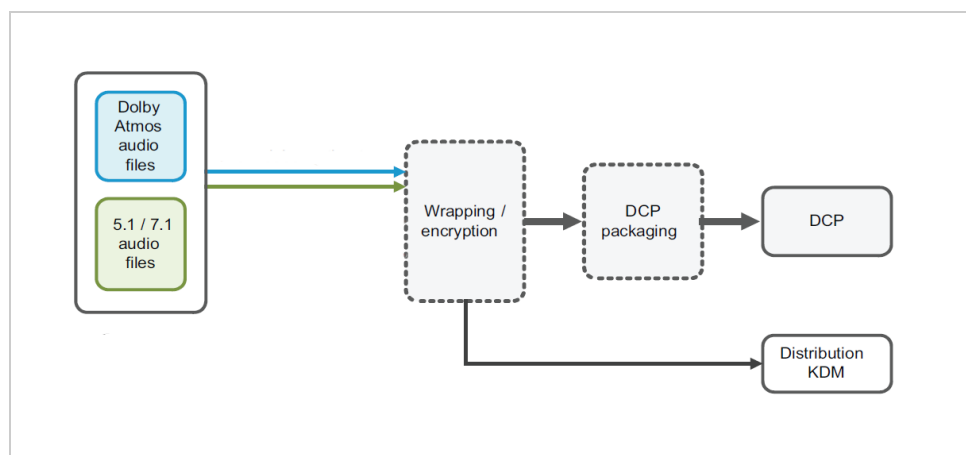 Dolby
Atmos
audio
files
5.1 / 7.1
audio
files
Wrapping /
encryption
DCP
packaging
DCP
Distribution
KDM